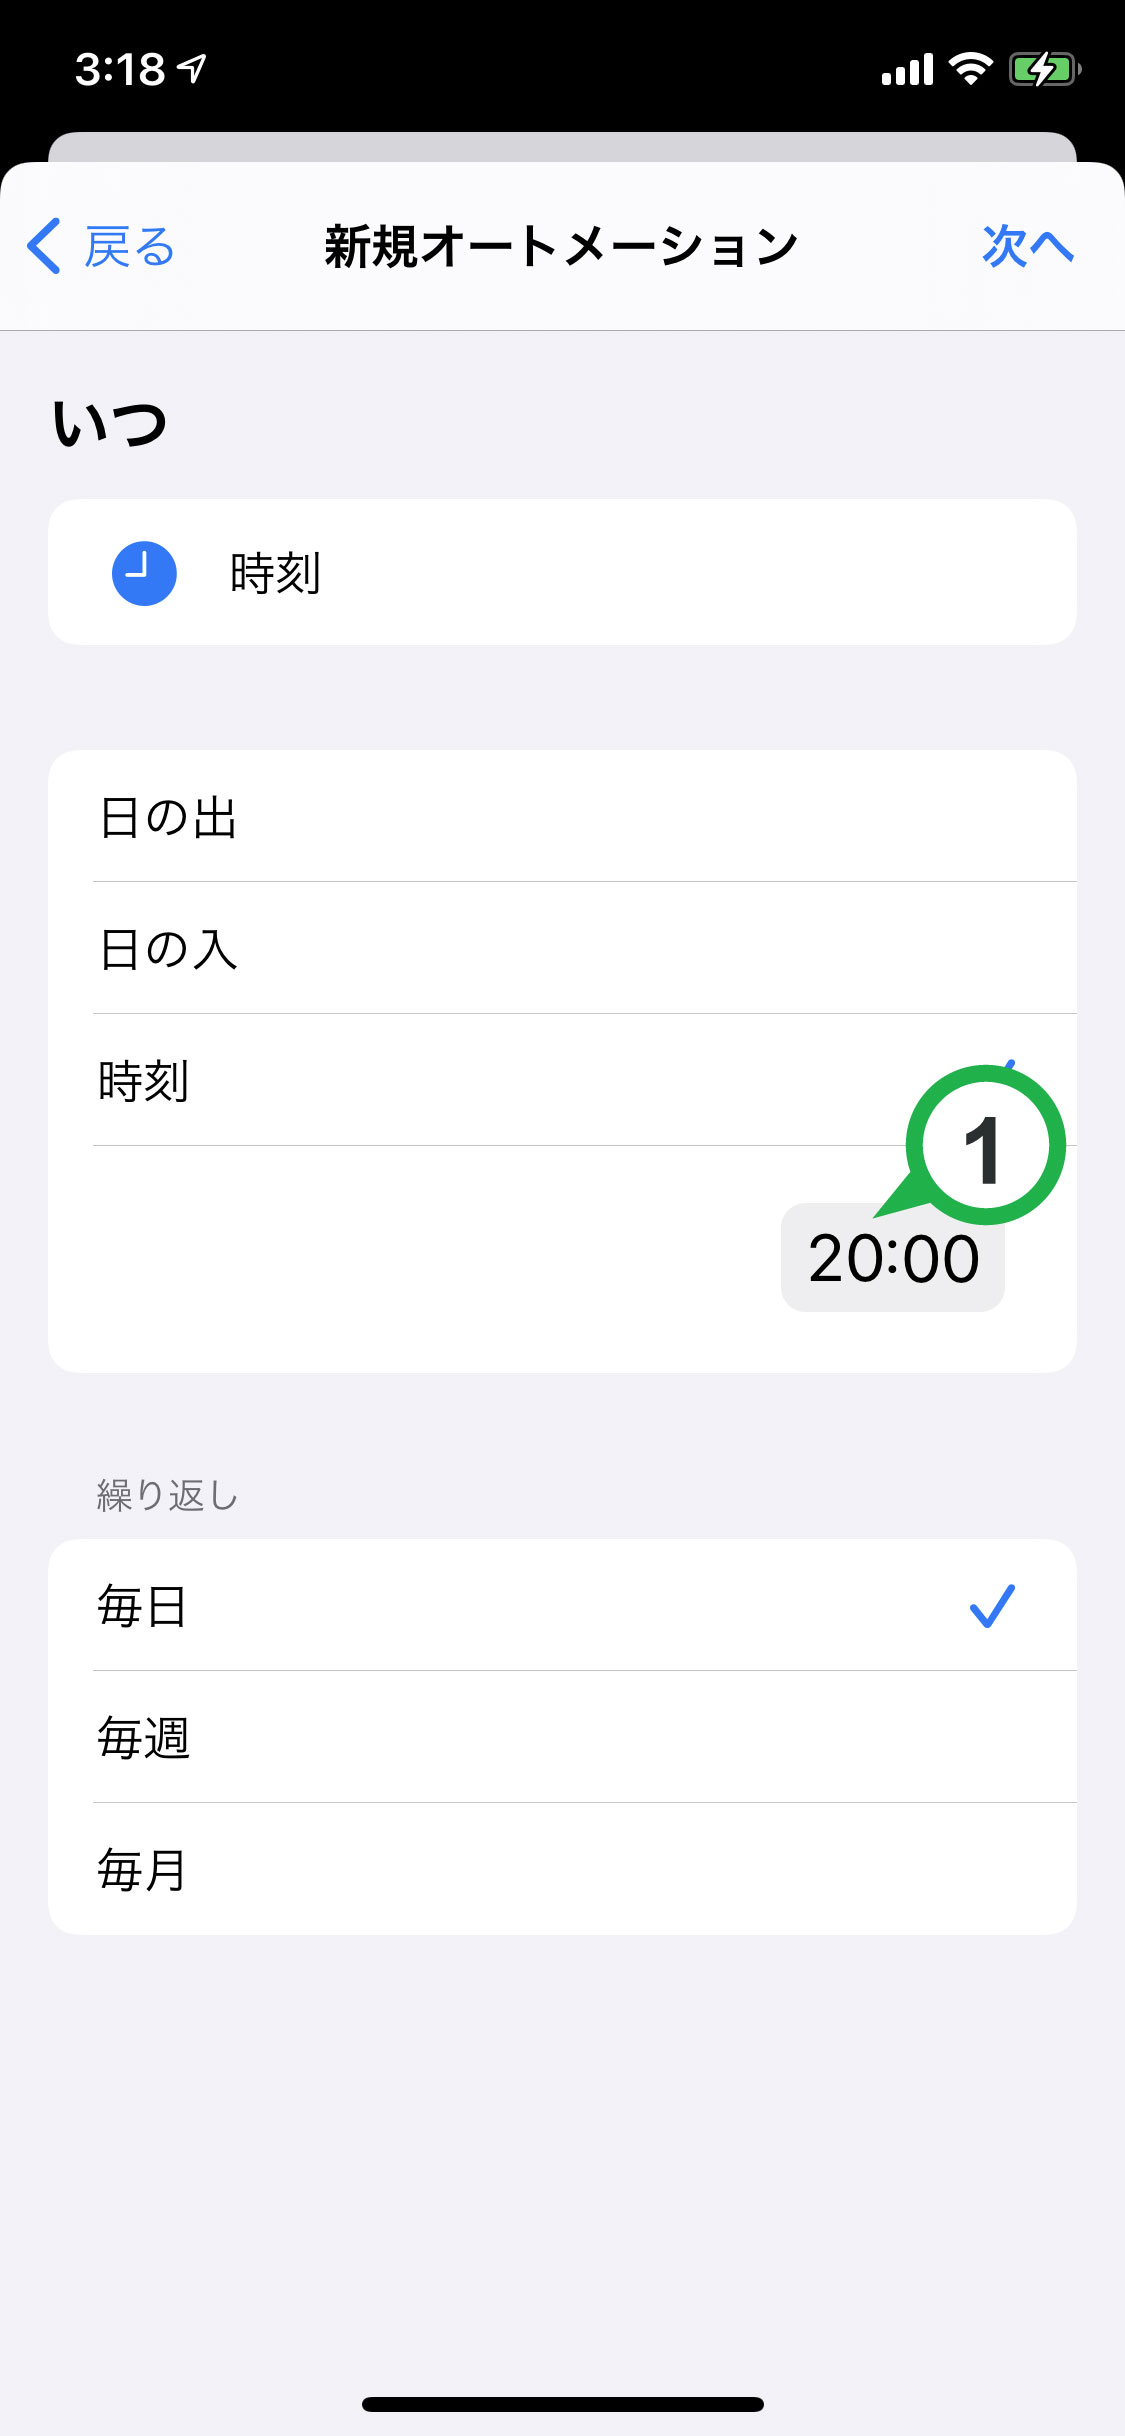 3:18
戻る
新規オートメーション
次へ
いつ
時刻
日の出
日の入
時刻
1
20:00
繰り返し
毎日
毎週
毎月